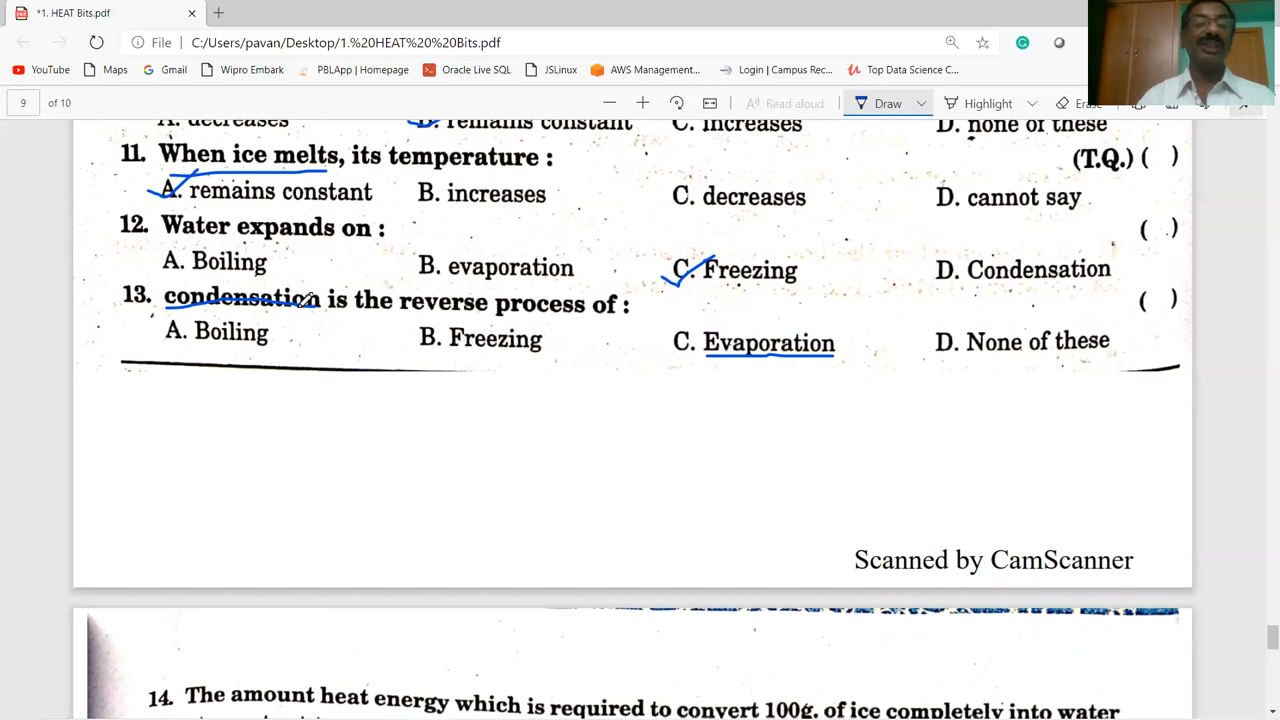 *1. HEAT Bits.pdf
File | C:/Users/pavan/Desktop/1.%20HEAT%20%20Bits.pdf
YouTube Maps Gmail Wipro Embark PBLApp | Homepage Oracle Live SQL JSLinux AWS Management... Login | Campus Rec... Top Data Science C...
9 of 10 Read aloud Draw Highlight Erase
A. decreases B. remains constant C. increases D. none of these
11. When ice melts, its temperature : (T.Q.) ( )
A. remains constant B. increases C. decreases D. cannot say
12. Water expands on : ( )
A. Boiling B. evaporation C. Freezing D. Condensation
13. condensation is the reverse process of : ( )
A. Boiling B. Freezing C. Evaporation D. None of these
Scanned by CamScanner
14. The amount heat energy which is required to convert 100g. of ice completely into water